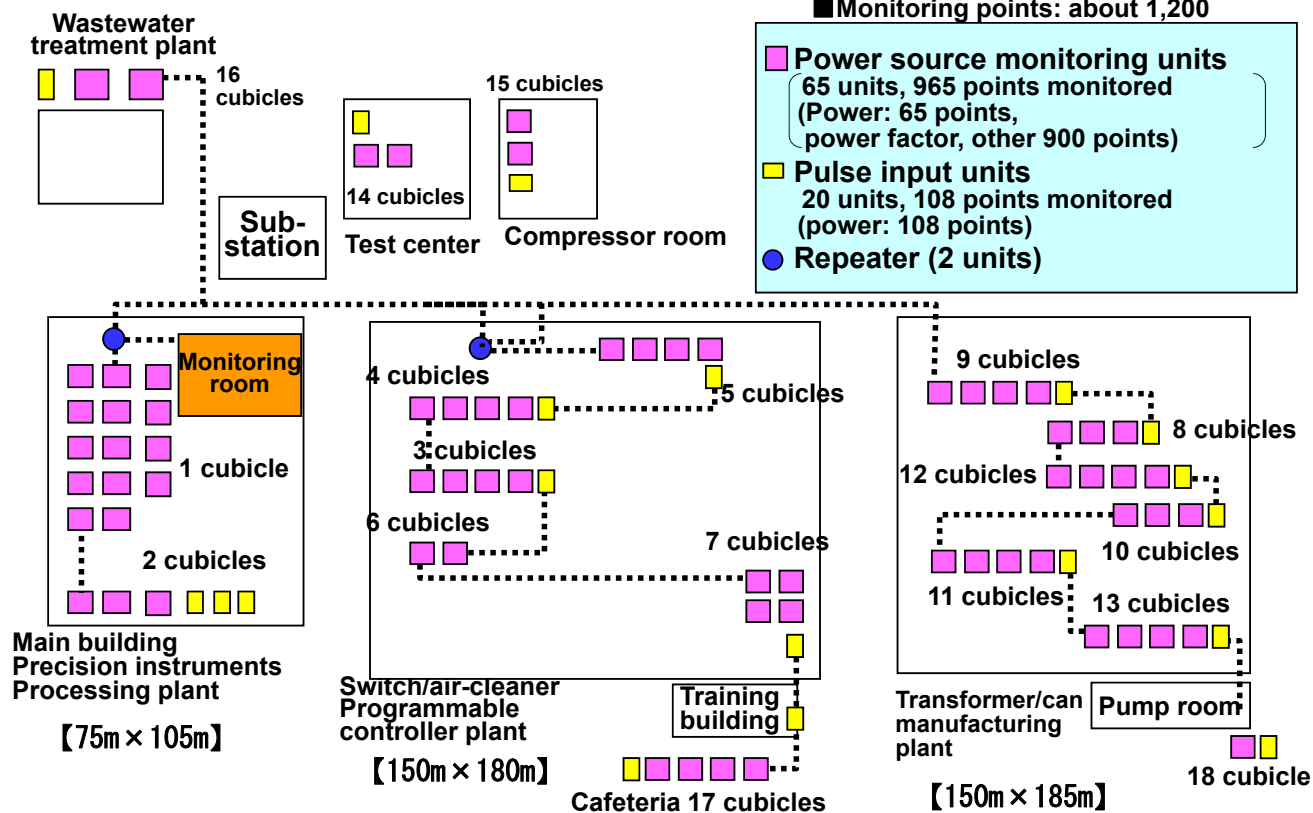 ■Monitoring points: about 1,200
Wastewater
treatment plant
16
cubicles
15 cubicles
14 cubicles
Sub-
station
Test center
Compressor room
Power source monitoring units
65 units, 965 points monitored
(Power: 65 points,
power factor, other 900 points)
Pulse input units
20 units, 108 points monitored
(power: 108 points)
Repeater (2 units)
Monitoring
room
1 cubicle
2 cubicles
Main building
Precision instruments
Processing plant
【75m×105m】
4 cubicles
5 cubicles
3 cubicles
6 cubicles
7 cubicles
Switch/air-cleaner
Programmable
controller plant
【150m×180m】
Training
building
Cafeteria 17 cubicles
9 cubicles
8 cubicles
12 cubicles
10 cubicles
11 cubicles
13 cubicles
Transformer/can
manufacturing
plant
Pump room
18 cubicle
【150m×185m】